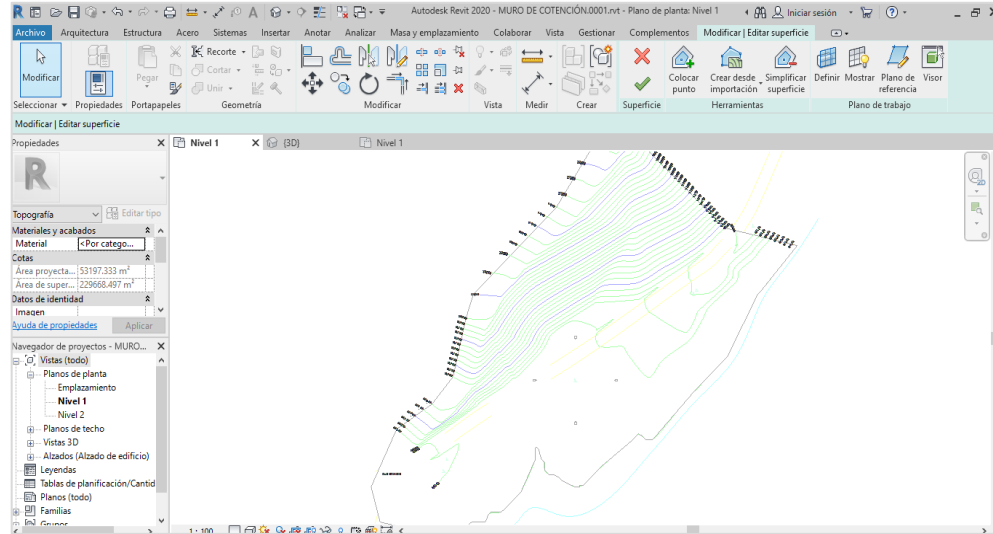 Autodesk Revit 2020 - MURO DE COTENCIÓN.0001.rvt - Plano de planta: Nivel 1
Iniciar sesión
Archivo Arquitectura Estructura Acero Sistemas Insertar Anotar Analizar Masa y emplazamiento Colaborar Vista Gestionar Complementos Modificar | Editar superficie
Modificar
Pegar
Recorte
Cortar
Unir
Colocar punto
Crear desde importación
Simplificar superficie
Definir
Mostrar
Plano de referencia
Visor
Seleccionar Propiedades Portapapeles Geometría Modificar Vista Medir Crear Superficie Herramientas Plano de trabajo
Modificar | Editar superficie
Propiedades
Nivel 1
{3D}
Nivel 1
R
2D
Topografía
Editar tipo
Materiales y acabados
Material <Por catego...
Cotas
Área proyecta... 53197.333 m²
Área de super... 229668.497 m²
Datos de identidad
Imagen
Ayuda de propiedades Aplicar
Navegador de proyectos - MURO...
Vistas (todo)
Planos de planta
Emplazamiento
Nivel 1
Nivel 2
Planos de techo
Vistas 3D
Alzados (Alzado de edificio)
Leyendas
Tablas de planificación/Cantid
Planos (todo)
Familias
Grupos
1 : 100